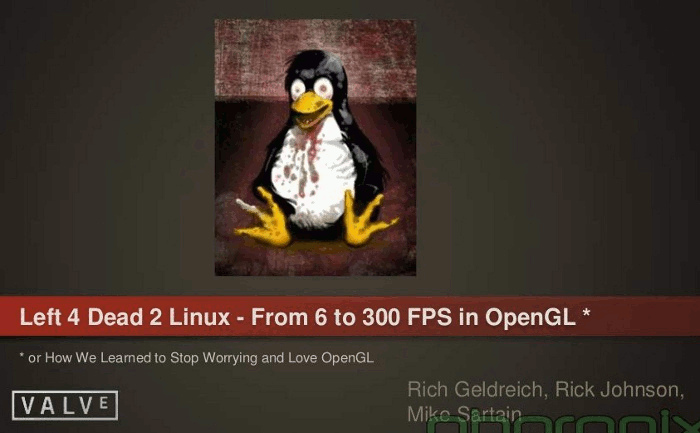 Left 4 Dead 2 Linux - From 6 to 300 FPS in OpenGL *
* or How We Learned to Stop Worrying and Love OpenGL
Rich Geldreich, Rick Johnson,
VALVE
Mike Sartain